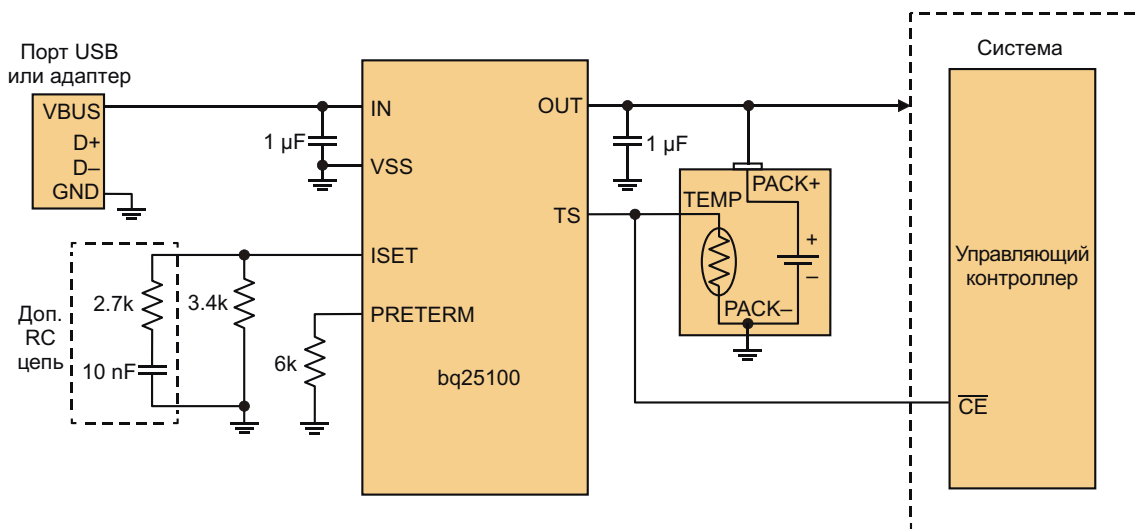 Порт USB
или адаптер
VBUS
D+
D–
GND
1 µF
IN
VSS
ISET
PRETERM
bq25100
OUT
TS
1 µF
Доп.
RC
цепь
2.7k
10 nF
3.4k
6k
TEMP
PACK+
+
–
PACK–
Система
Управляющий
контроллер
CE